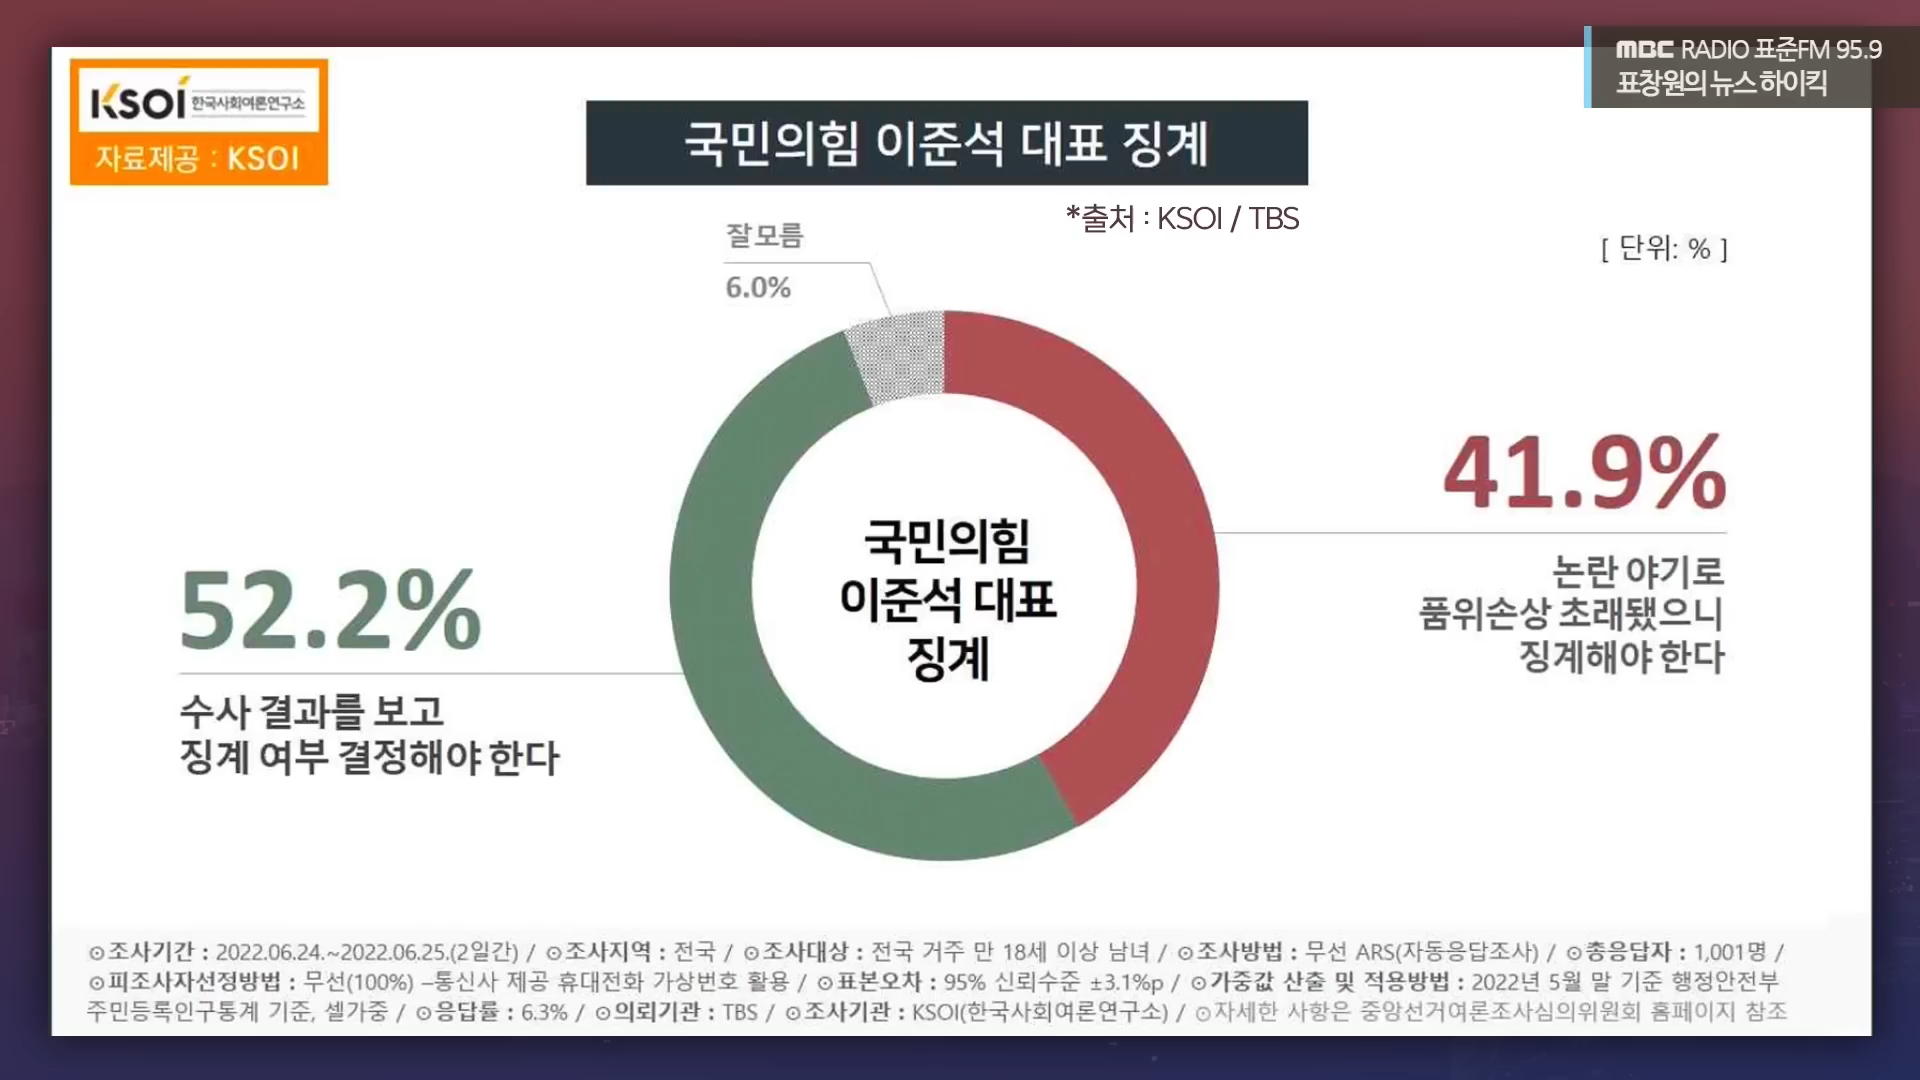 MBC RADIO 표준FM 95.9
표창원의 뉴스 하이킥
KSOI 한국사회여론연구소
자료제공 : KSOI
국민의힘 이준석 대표 징계
*출처 : KSOI / TBS
[ 단위: % ]
잘모름
6.0%
41.9%
논란 야기로
품위손상 초래됐으니
징계해야 한다
국민의힘
이준석 대표
징계
52.2%
수사 결과를 보고
징계 여부 결정해야 한다
⊙조사기간 : 2022.06.24.~2022.06.25.(2일간) / ⊙조사지역 : 전국 / ⊙조사대상 : 전국 거주 만 18세 이상 남녀 / ⊙조사방법 : 무선 ARS(자동응답조사) / ⊙총응답자 : 1,001명 /
⊙피조사자선정방법 : 무선(100%) –통신사 제공 휴대전화 가상번호 활용 / ⊙표본오차 : 95% 신뢰수준 ±3.1%p / ⊙가중값 산출 및 적용방법 : 2022년 5월 말 기준 행정안전부
주민등록인구통계 기준, 셀가중 / ⊙응답률 : 6.3% / ⊙의뢰기관 : TBS / ⊙조사기관 : KSOI(한국사회여론연구소) / ⊙자세한 사항은 중앙선거여론조사심의위원회 홈페이지 참조